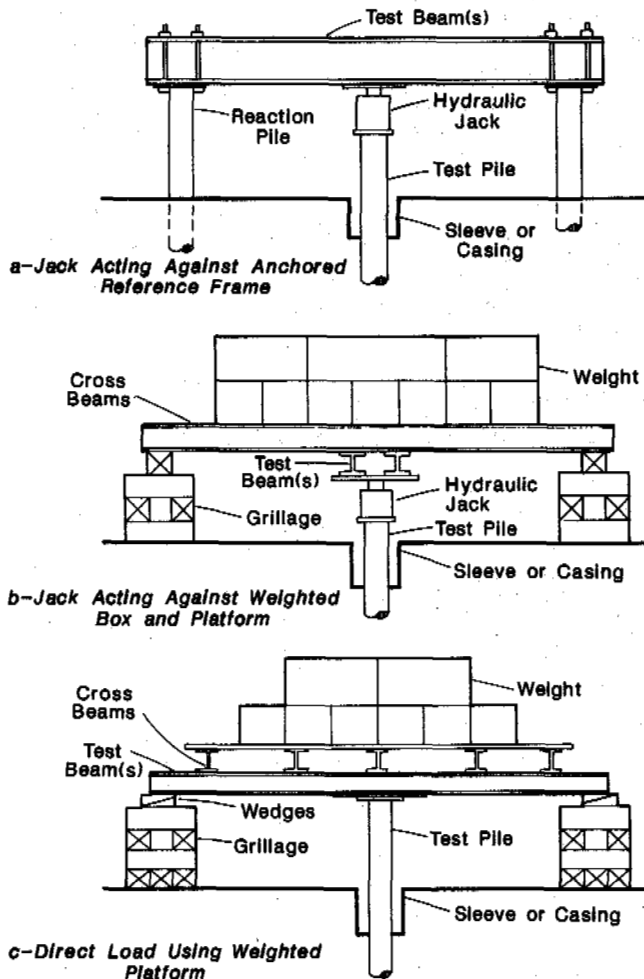 Test Beam(s)
Reaction
Pile
Hydraulic
Jack
Test Pile
Sleeve or
Casing
a-Jack Acting Against Anchored
Reference Frame
Cross
Beams
Weight
Test
Beam(s)
Hydraulic
Jack
Grillage
Test Pile
Sleeve or Casing
b-Jack Acting Against Weighted
Box and Platform
Cross
Beams
Weight
Test
Beam(s)
Wedges
Grillage
Test Pile
Sleeve or Casing
c-Direct Load Using Weighted
Platform